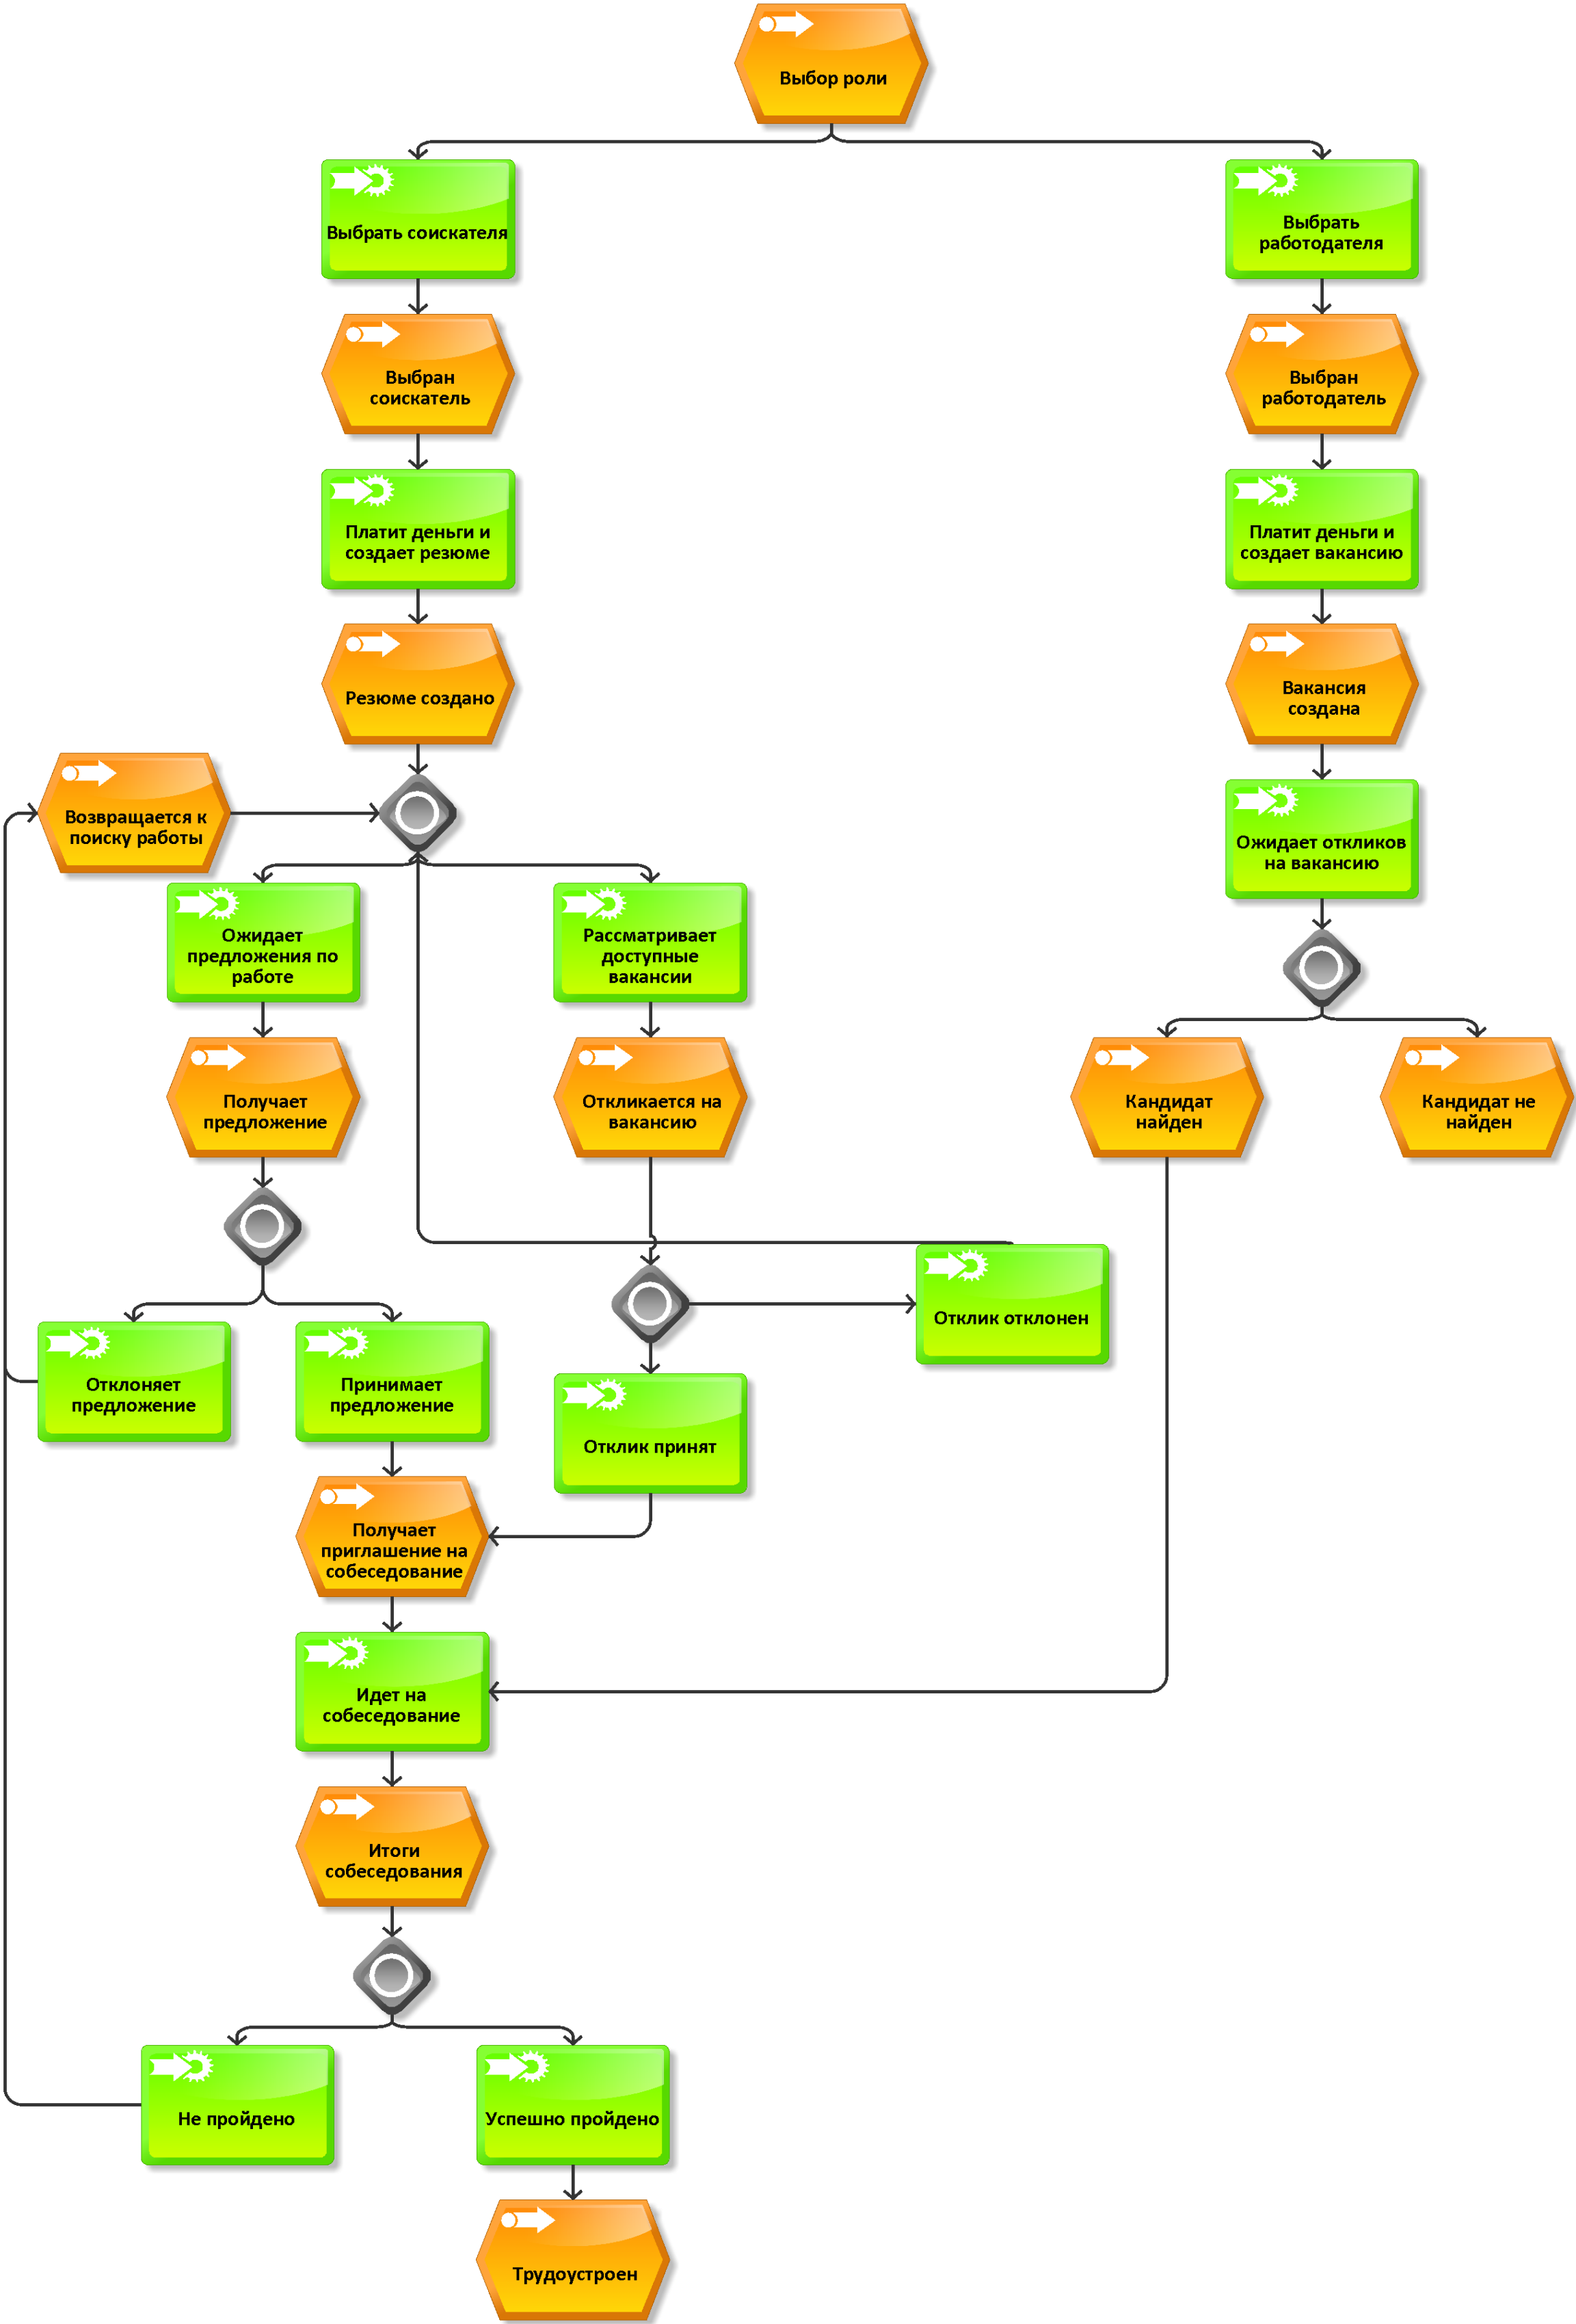 Выбор роли
Выбрать соискателя
Выбрать
работодателя
Выбран
соискатель
Выбран
работодатель
Платит деньги и
создает резюме
Платит деньги и
создает вакансию
Резюме создано
Вакансия
создана
Возвращается к
поиску работы
Ожидает откликов
на вакансию
Ожидает
предложения по
работе
Рассматривает
доступные
вакансии
Получает
предложение
Откликается на
вакансию
Кандидат
найден
Кандидат не
найден
Отклик отклонен
Отклоняет
предложение
Принимает
предложение
Отклик принят
Получает
приглашение на
собеседование
Идет на
собеседование
Итоги
собеседования
Не пройдено
Успешно пройдено
Трудоустроен